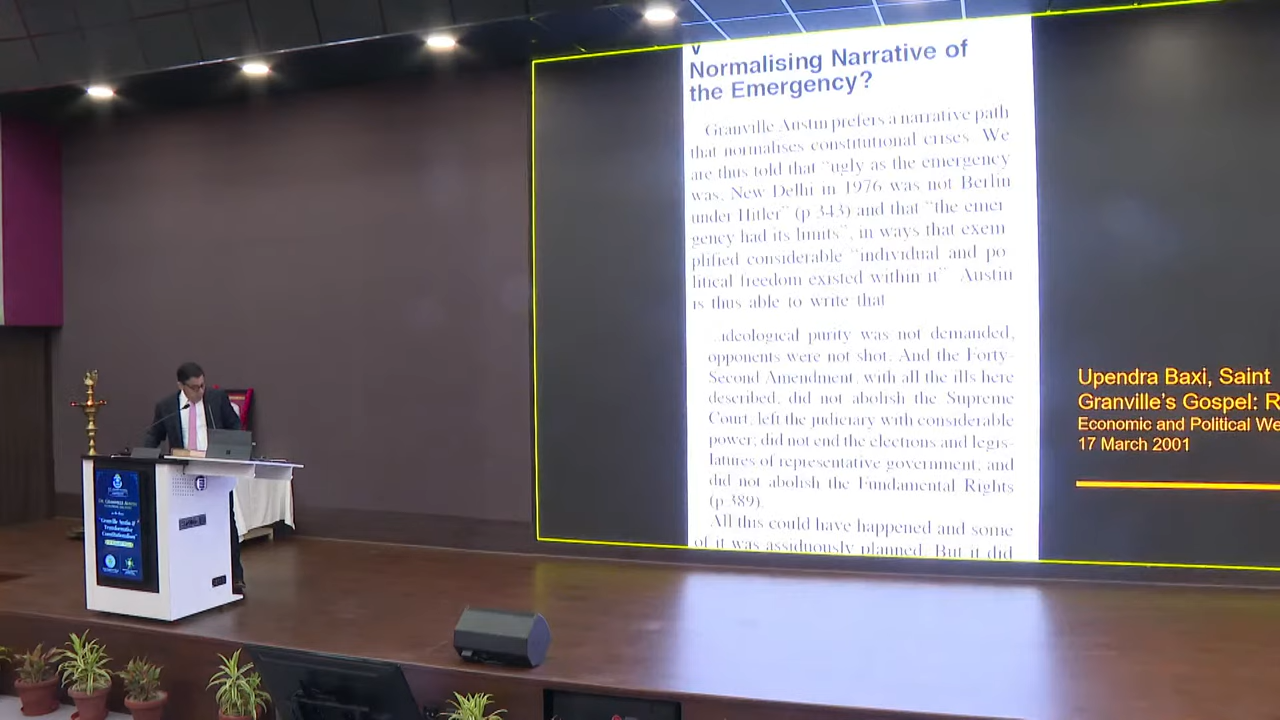 V
Normalising Narrative of
the Emergency?
Granville Austin prefers a narrative path
that normalises constitutional crises. We
are thus told that “ugly as the emergency
was, New Delhi in 1976 was not Berlin
under Hitler” (p 343) and that “the emer
gency had its limits”, in ways that exem
plified considerable “individual and po
litical freedom existed within it” Austin
is thus able to write that
...ideological purity was not demanded,
opponents were not shot. And the Forty-
Second Amendment, with all the ills here
described, did not abolish the Supreme
Court, left the judiciary with considerable
power; did not end the elections and legis-
latures of representative government, and
did not abolish the Fundamental Rights
(p 389).
All this could have happened and some
of it was assiduously planned. But it did
Upendra Baxi, Saint
Granville's Gospel: R
Economic and Political We
17 March 2001
"Granville Austin &
Transformative
Constitutionalism"